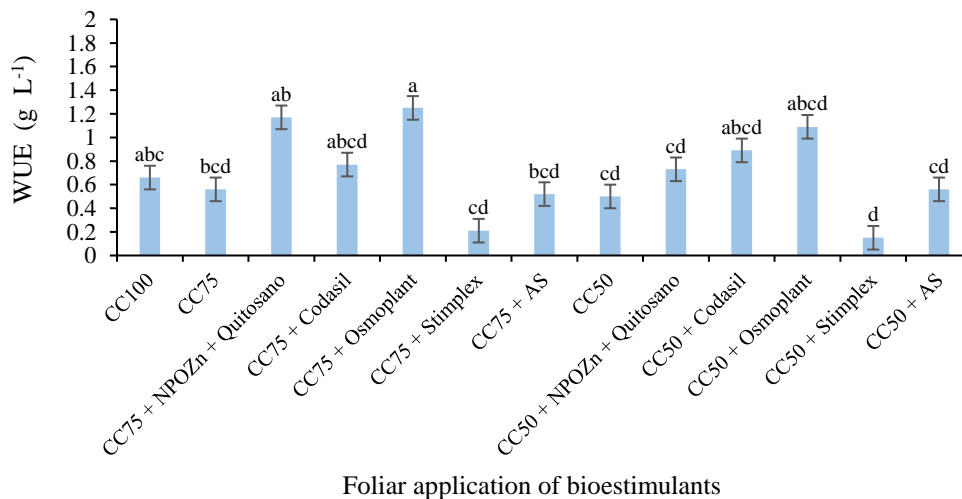 WUE (g L-1)
2
1.8
1.6
1.4
1.2
1
0.8
0.6
0.4
0.2
0
abc
bcd
ab
abcd
a
cd
bcd
cd
cd
abcd
abcd
d
cd
CC100
CC75
CC75 + NPOZn + Quitosano
CC75 + Codasil
CC75 + Osmoplant
CC75 + Stimplex
CC75 + AS
CC50
CC50 + NPOZn + Quitosano
CC50 + Codasil
CC50 + Osmoplant
CC50 + Stimplex
CC50 + AS
Foliar application of bioestimulants